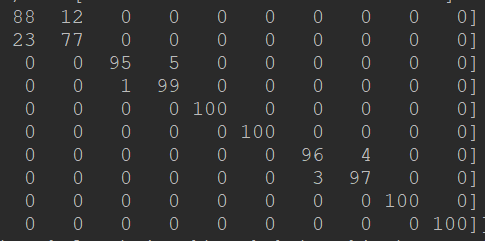 88 12 0 0 0 0 0 0 0 0]
23 77 0 0 0 0 0 0 0 0]
0 0 95 5 0 0 0 0 0 0]
0 0 1 99 0 0 0 0 0 0]
0 0 0 0 100 0 0 0 0 0]
0 0 0 0 0 100 0 0 0 0]
0 0 0 0 0 0 96 4 0 0]
0 0 0 0 0 0 3 97 0 0]
0 0 0 0 0 0 0 0 100 0]
0 0 0 0 0 0 0 0 0 100]]